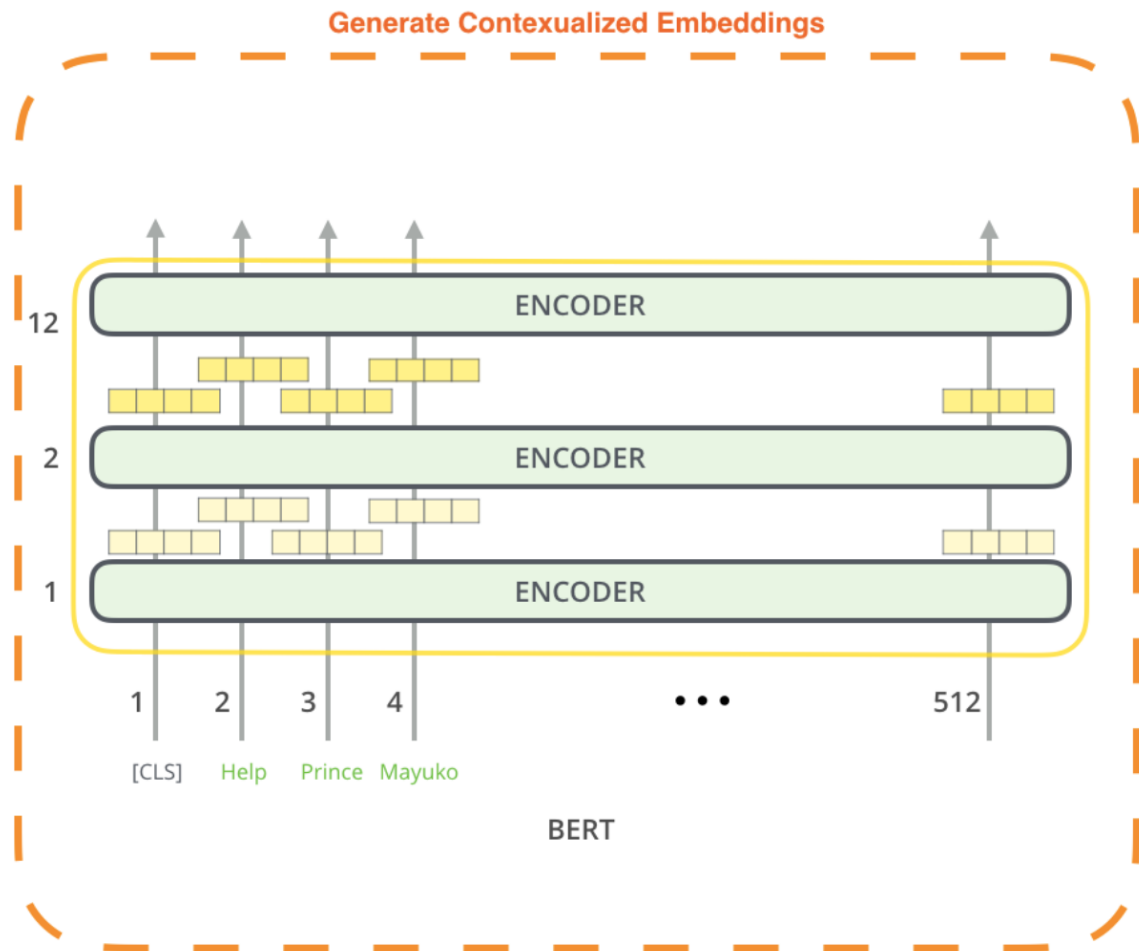 Generate Contexualized Embeddings
12 ENCODER
2 ENCODER
1 ENCODER
1 2 3 4 ••• 512
[CLS] Help Prince Mayuko
BERT